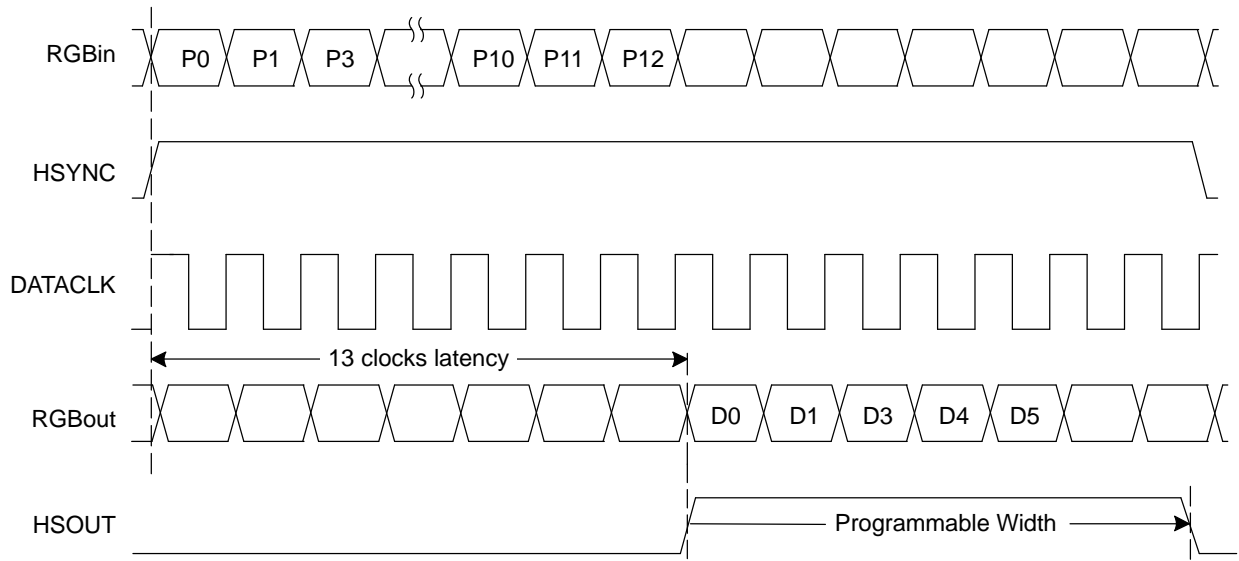 RGBin P0 P1 P3 P10 P11 P12
HSYNC
DATACLK
13 clocks latency
RGBout D0 D1 D3 D4 D5
HSOUT Programmable Width